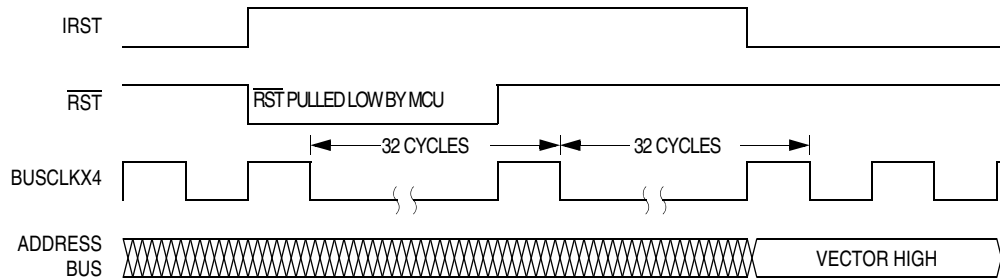 IRST
RST
RST PULLED LOW BY MCU
32 CYCLES
32 CYCLES
BUSCLKX4
ADDRESS
BUS
VECTOR HIGH